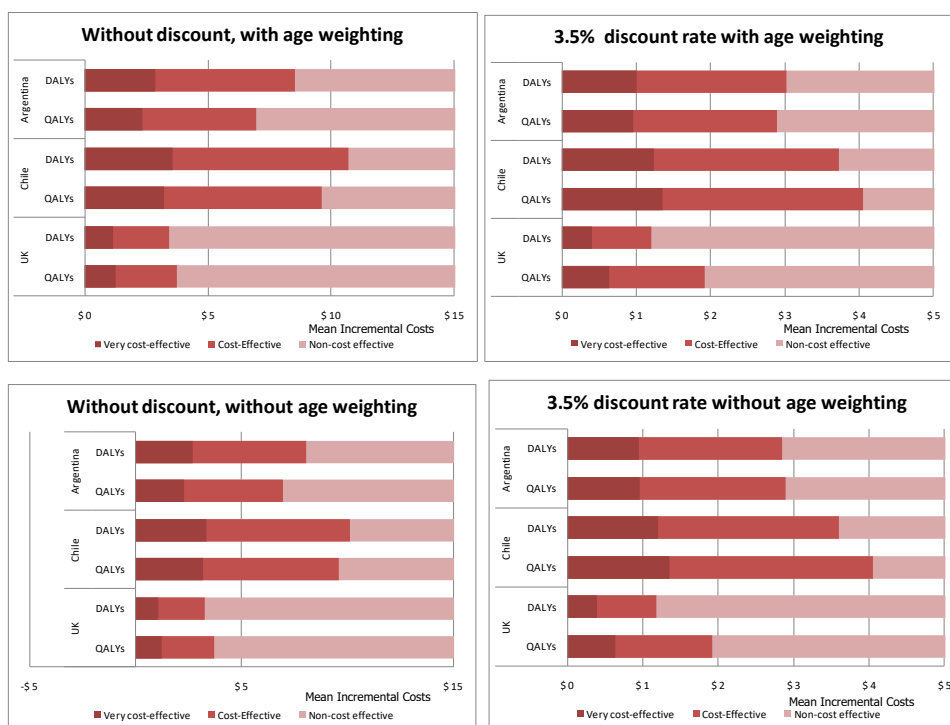 Without discount, with age weighting
Argentina
DALYs
QALYs
Chile
DALYs
QALYs
UK
DALYs
QALYs
$0 $5 $10 $15
Mean Incremental Costs
Very cost-effective Cost-Effective Non-cost effective
3.5% discount rate with age weighting
Argentina
DALYs
QALYs
Chile
DALYs
QALYs
UK
DALYs
QALYs
$0 $1 $2 $3 $4 $5
Mean Incremental Costs
Very cost-effective Cost-Effective Non-cost effective
Without discount, without age weighting
Argentina
DALYs
QALYs
Chile
DALYs
QALYs
UK
DALYs
QALYs
-$5 $5 $15
Mean Incremental Costs
Very cost-effective Cost-Effective Non-cost effective
3.5% discount rate without age weighting
Argentina
DALYs
QALYs
Chile
DALYs
QALYs
UK
DALYs
QALYs
$0 $1 $2 $3 $4 $5
Mean Incremental Costs
Very cost-effective Cost-Effective Non-cost effective